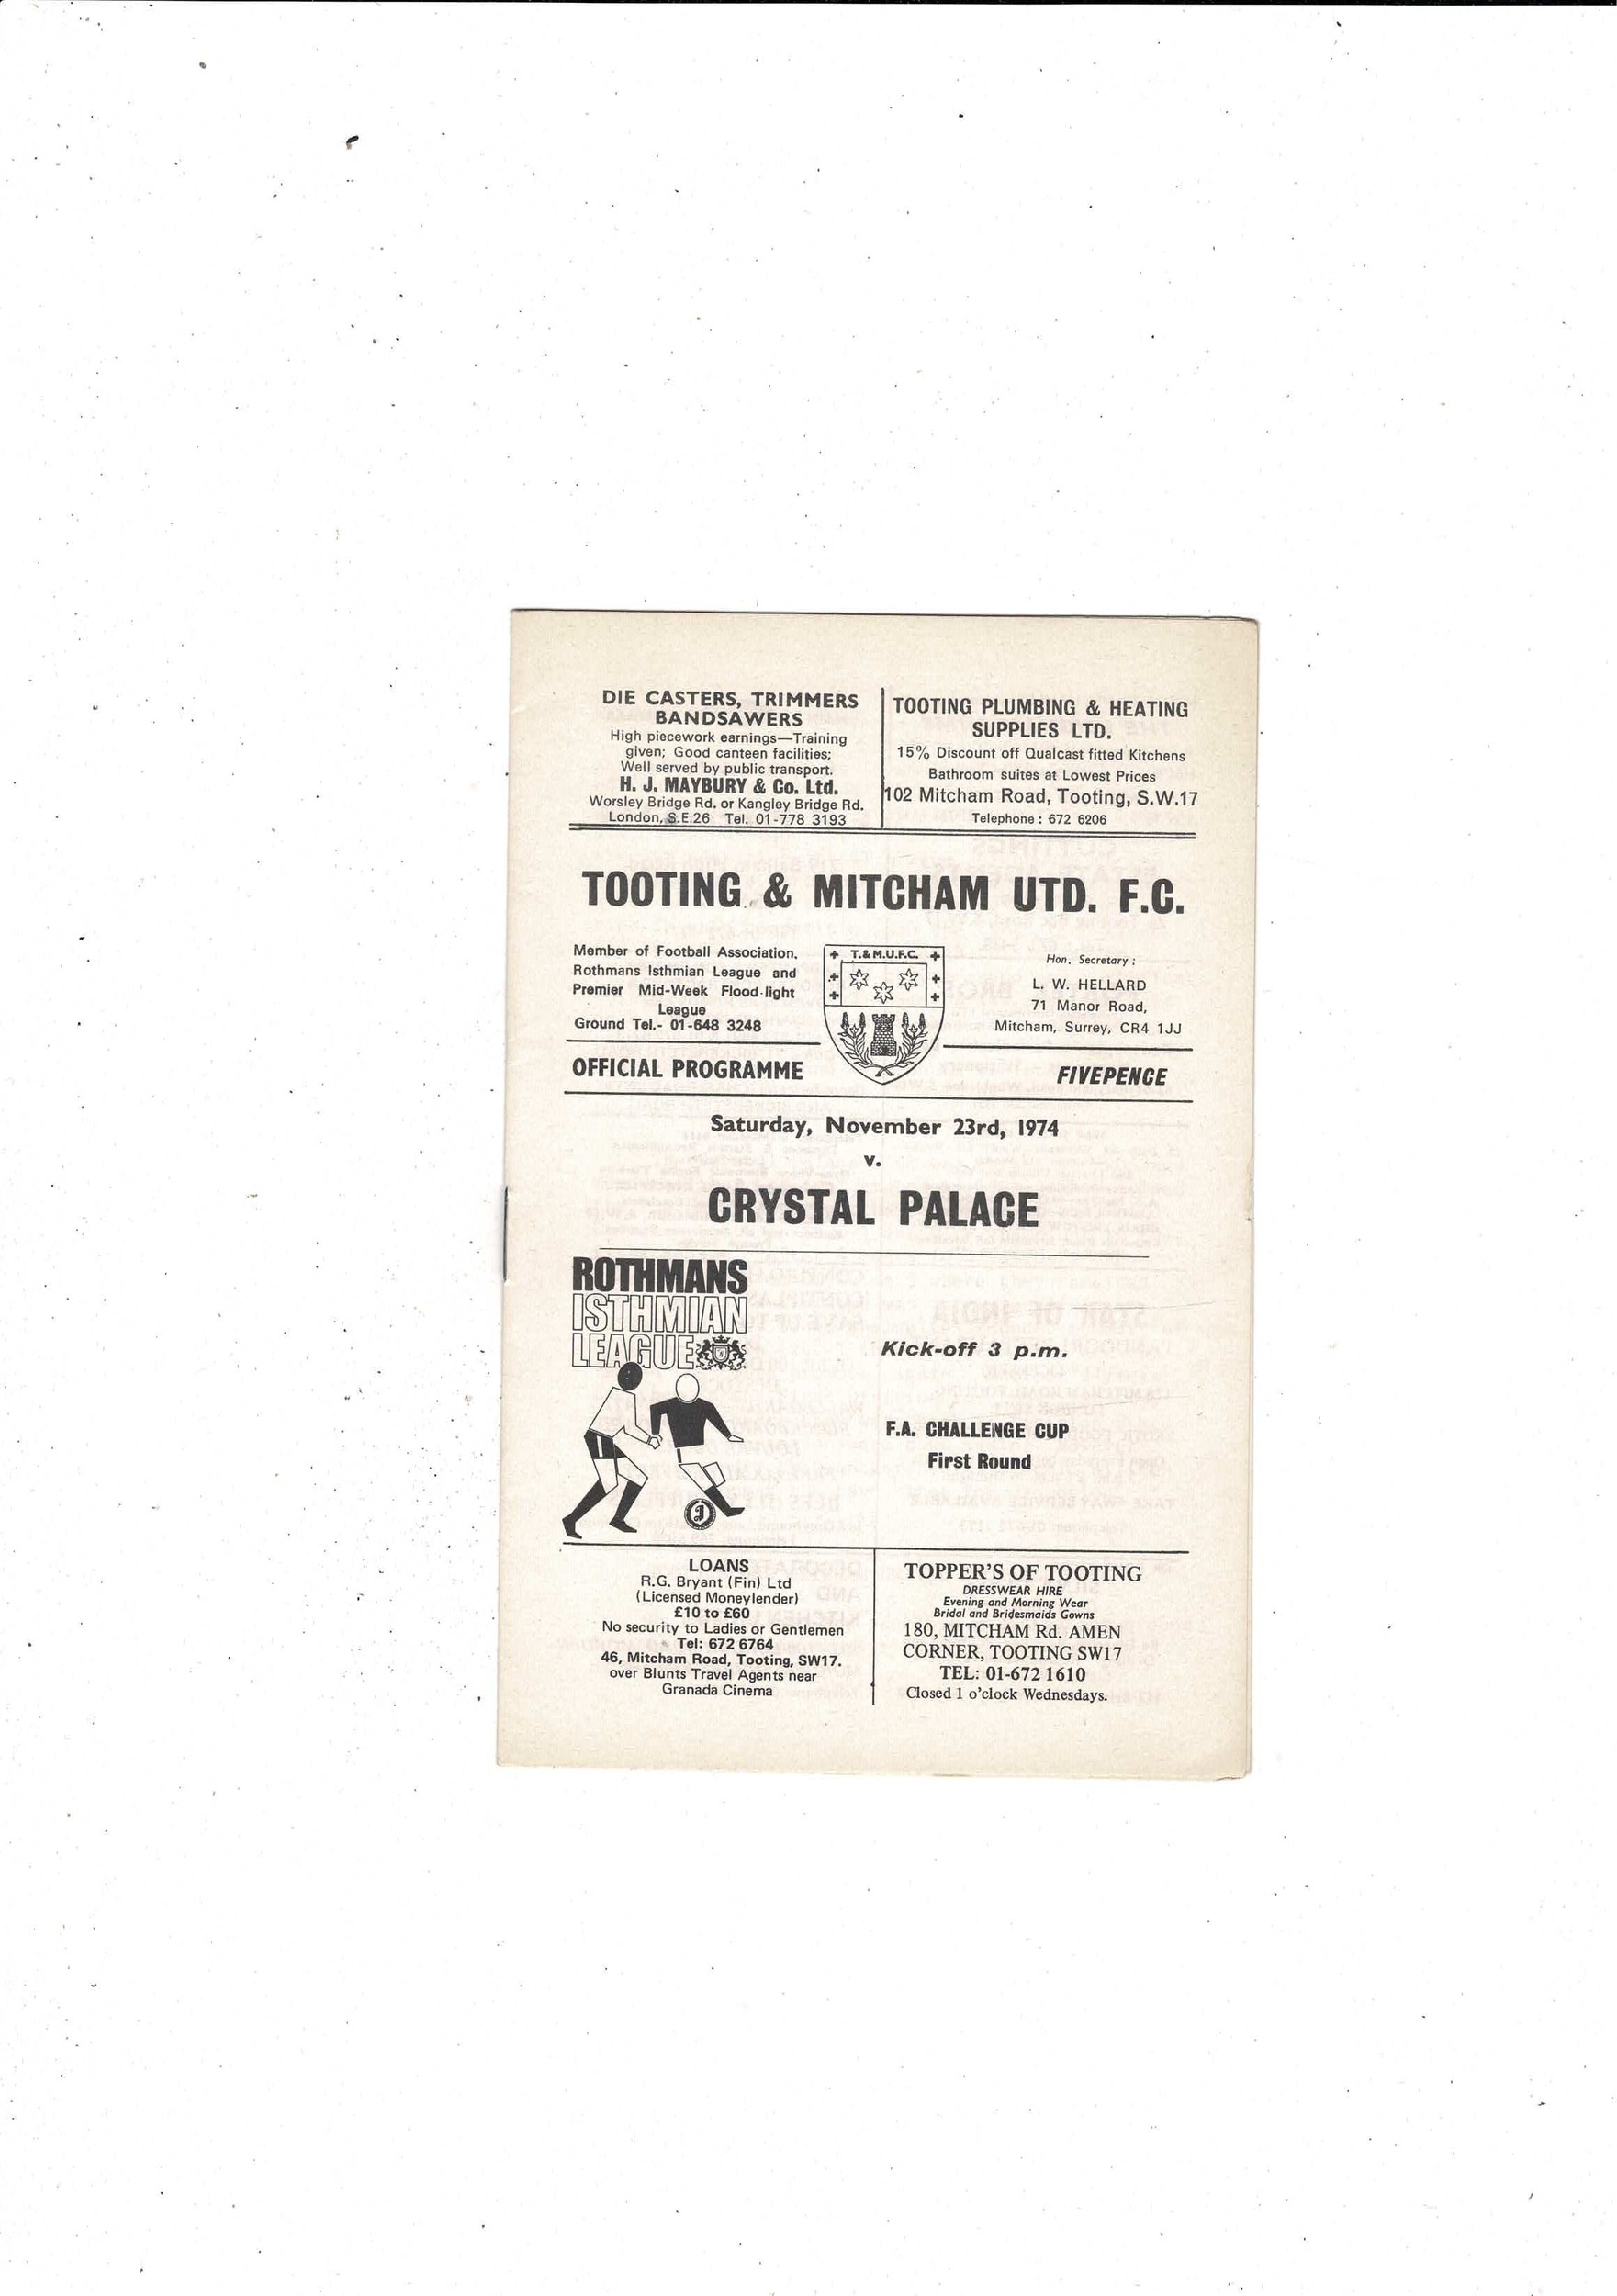 DIE CASTERS, TRIMMERS
BANDSAWERS
High piecework earnings—Training
given; Good canteen facilities;
Well served by public transport.
H. J. MAYBURY & Co. Ltd.
Worsley Bridge Rd. or Kangley Bridge Rd.
London, S.E.26 Tel. 01-778 3193
TOOTING PLUMBING & HEATING
SUPPLIES LTD.
15% Discount off Qualcast fitted Kitchens
Bathroom suites at Lowest Prices
102 Mitcham Road, Tooting, S.W.17
Telephone: 672 6206
TOOTING & MITCHAM UTD. F.C.
Member of Football Association.
Rothmans Isthmian League and
Premier Mid-Week Flood-light
League
Ground Tel.- 01-648 3248
T.&M.U.F.C.
Hon. Secretary:
L. W. HELLARD
71 Manor Road,
Mitcham, Surrey, CR4 1JJ
OFFICIAL PROGRAMME
FIVEPENCE
Saturday, November 23rd, 1974
v.
CRYSTAL PALACE
ROTHMANS
ISTHMIAN
LEAGUE
Kick-off 3 p.m.
F.A. CHALLENGE CUP
First Round
LOANS
R.G. Bryant (Fin) Ltd
(Licensed Moneylender)
£10 to £60
No security to Ladies or Gentlemen
Tel: 672 6764
46, Mitcham Road, Tooting, SW17.
over Blunts Travel Agents near
Granada Cinema
TOPPER'S OF TOOTING
DRESSWEAR HIRE
Evening and Morning Wear
Bridal and Bridesmaids Gowns
180, MITCHAM Rd. AMEN
CORNER, TOOTING SW17
TEL: 01-672 1610
Closed 1 o'clock Wednesdays.